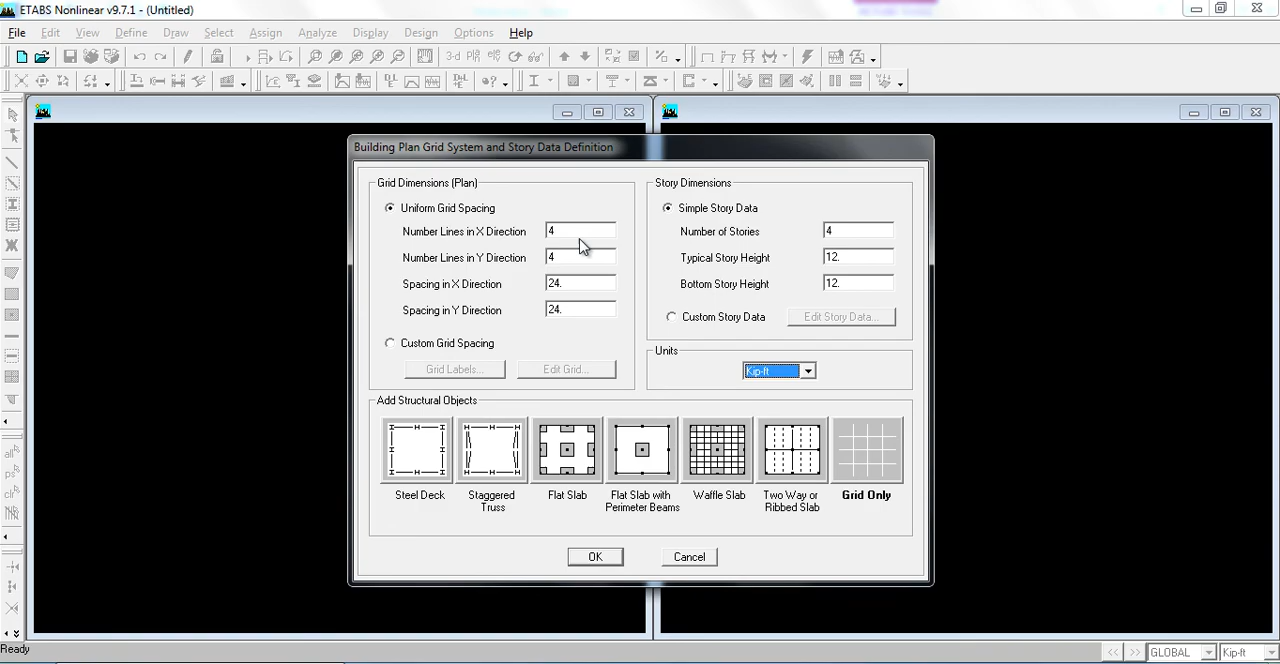 ETABS Nonlinear v9.7.1 - (Untitled)
File Edit View Define Draw Select Assign Analyze Display Design Options Help
3-d
Building Plan Grid System and Story Data Definition
Grid Dimensions (Plan)
Uniform Grid Spacing
Number Lines in X Direction 4
Number Lines in Y Direction 4
Spacing in X Direction 24.
Spacing in Y Direction 24.
Custom Grid Spacing
Grid Labels... Edit Grid...
Story Dimensions
Simple Story Data
Number of Stories 4
Typical Story Height 12.
Bottom Story Height 12.
Custom Story Data Edit Story Data...
Units
Kip-ft
Add Structural Objects
Steel Deck
Staggered Truss
Flat Slab
Flat Slab with Perimeter Beams
Waffle Slab
Two Way or Ribbed Slab
Grid Only
OK Cancel
all
ps
clr
Ready GLOBAL Kip-ft